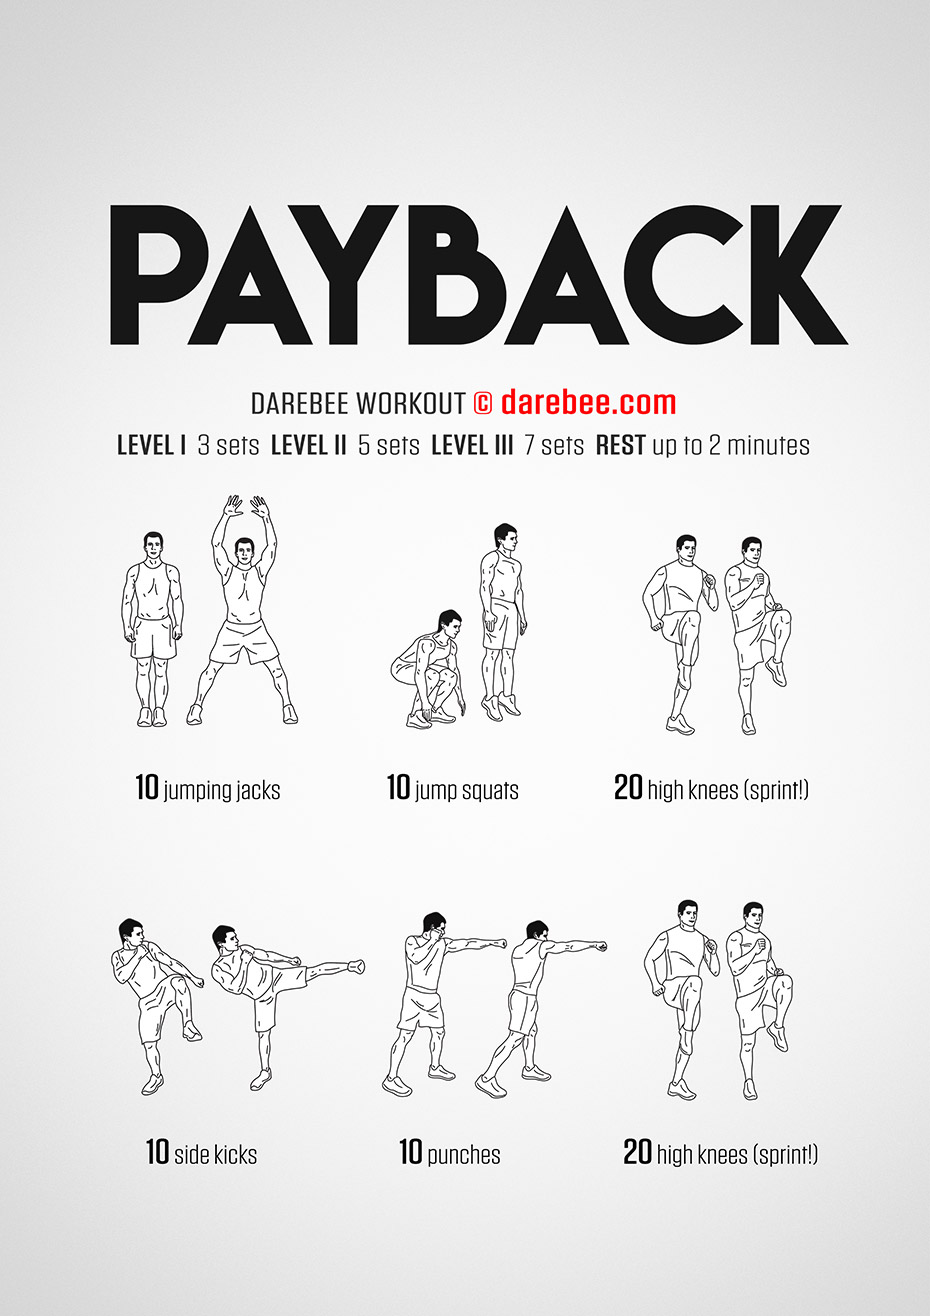 PAYBACK
DAREBEE WORKOUT © darebee.com
LEVEL I 3 sets LEVEL II 5 sets LEVEL III 7 sets REST up to 2 minutes
10 jumping jacks
10 jump squats
20 high knees (sprint!)
10 side kicks
10 punches
20 high knees (sprint!)